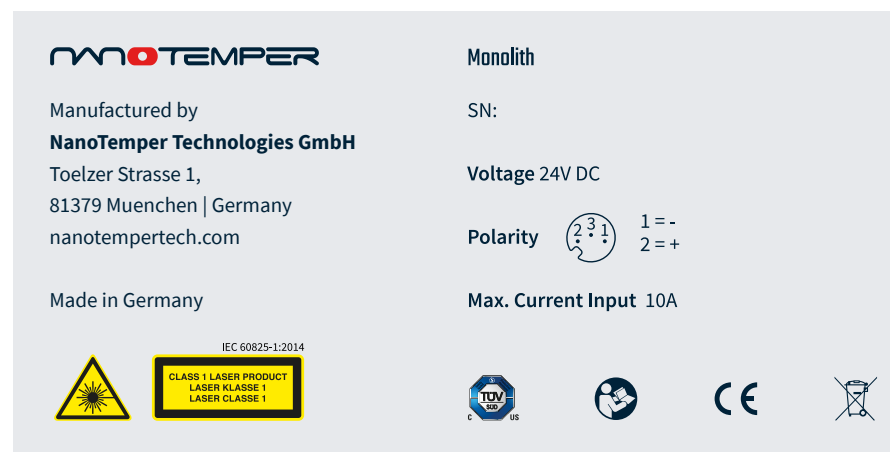 NANOTEMPER
Manufactured by
NanoTemper Technologies GmbH
Toelzer Strasse 1,
81379 Muenchen | Germany
nanotempertech.com
Made in Germany
IEC 60825-1:2014
CLASS 1 LASER PRODUCT
LASER KLASSE 1
LASER CLASSE 1
Monolith
SN:
Voltage 24V DC
Polarity 2 3 1 1 = -
2 = +
Max. Current Input 10A
TÜV
SÜD
C US
CE